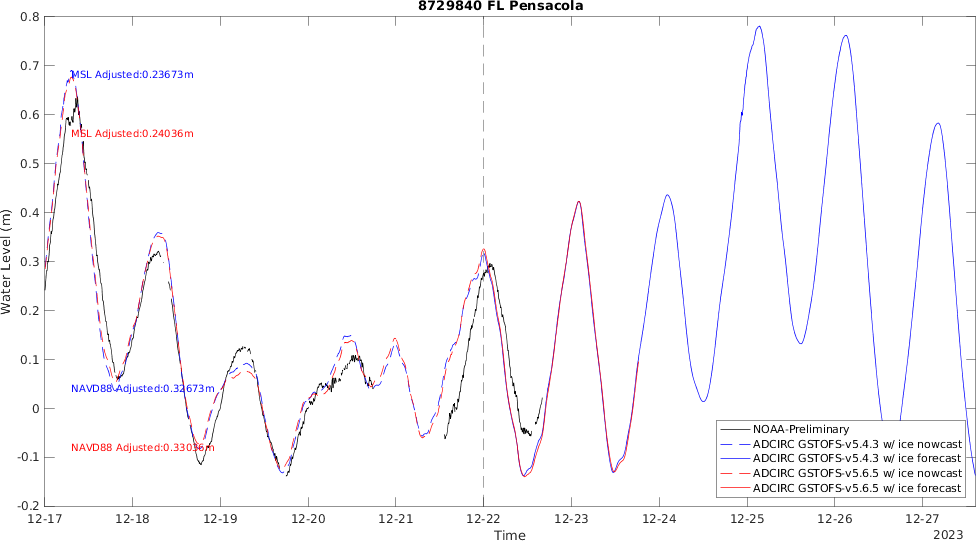 8729840 FL Pensacola
0.8
0.7
0.6
0.5
0.4
0.3
0.2
0.1
0
-0.1
-0.2
Water Level (m)
MSL Adjusted:0.23673m
MSL Adjusted:0.24036m
NAVD88 Adjusted:0.32673m
NAVD88 Adjusted:0.33036m
NOAA-Preliminary
ADCIRC GSTOFS-v5.4.3 w/ ice nowcast
ADCIRC GSTOFS-v5.4.3 w/ ice forecast
ADCIRC GSTOFS-v5.6.5 w/ ice nowcast
ADCIRC GSTOFS-v5.6.5 w/ ice forecast
12-17 12-18 12-19 12-20 12-21 12-22 12-23 12-24 12-25 12-26 12-27
Time
2023